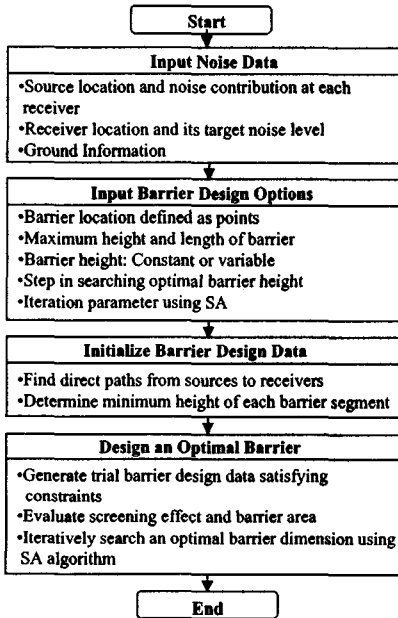 Start
Input Noise Data
•Source location and noise contribution at each
receiver
•Receiver location and its target noise level
•Ground Information
Input Barrier Design Options
•Barrier location defined as points
•Maximum height and length of barrier
•Barrier height: Constant or variable
•Step in searching optimal barrier height
•Iteration parameter using SA
Initialize Barrier Design Data
•Find direct paths from sources to receivers
•Determine minimum height of each barrier segment
Design an Optimal Barrier
•Generate trial barrier design data satisfying
constraints
•Evaluate screening effect and barrier area
•Iteratively search an optimal barrier dimension using
SA algorithm
End